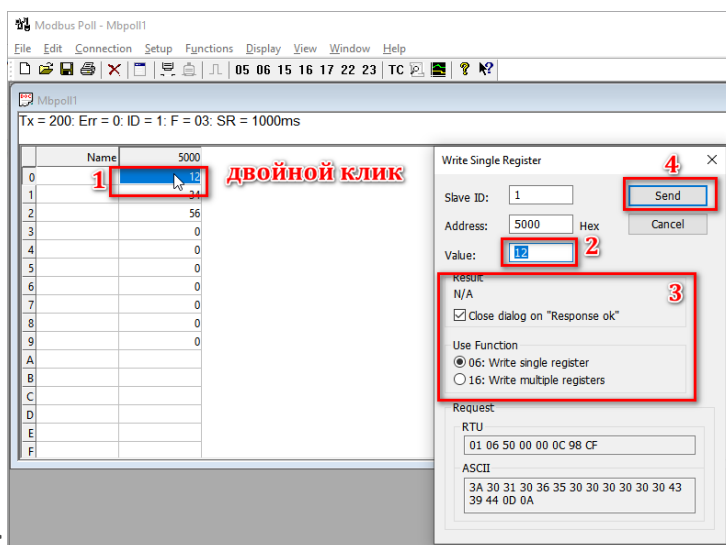 Modbus Poll - Mbpoll1
File Edit Connection Setup Functions Display View Window Help
05 06 15 16 17 22 23 TC
Mbpoll1
Tx = 200: Err = 0: ID = 1: F = 03: SR = 1000ms
Name 5000
0 12
1 34
2 56
3 0
4 0
5 0
6 0
7 0
8 0
9 0
A
B
C
D
E
F
1
двойной клик
Write Single Register
4
Slave ID: 1 Send
Address: 5000 Hex Cancel
Value: 12
2
Result
N/A
3
Close dialog on "Response ok"
Use Function
06: Write single register
16: Write multiple registers
Request
RTU
01 06 50 00 00 0C 98 CF
ASCII
3A 30 31 30 36 35 30 30 30 30 30 30 43
39 44 0D 0A